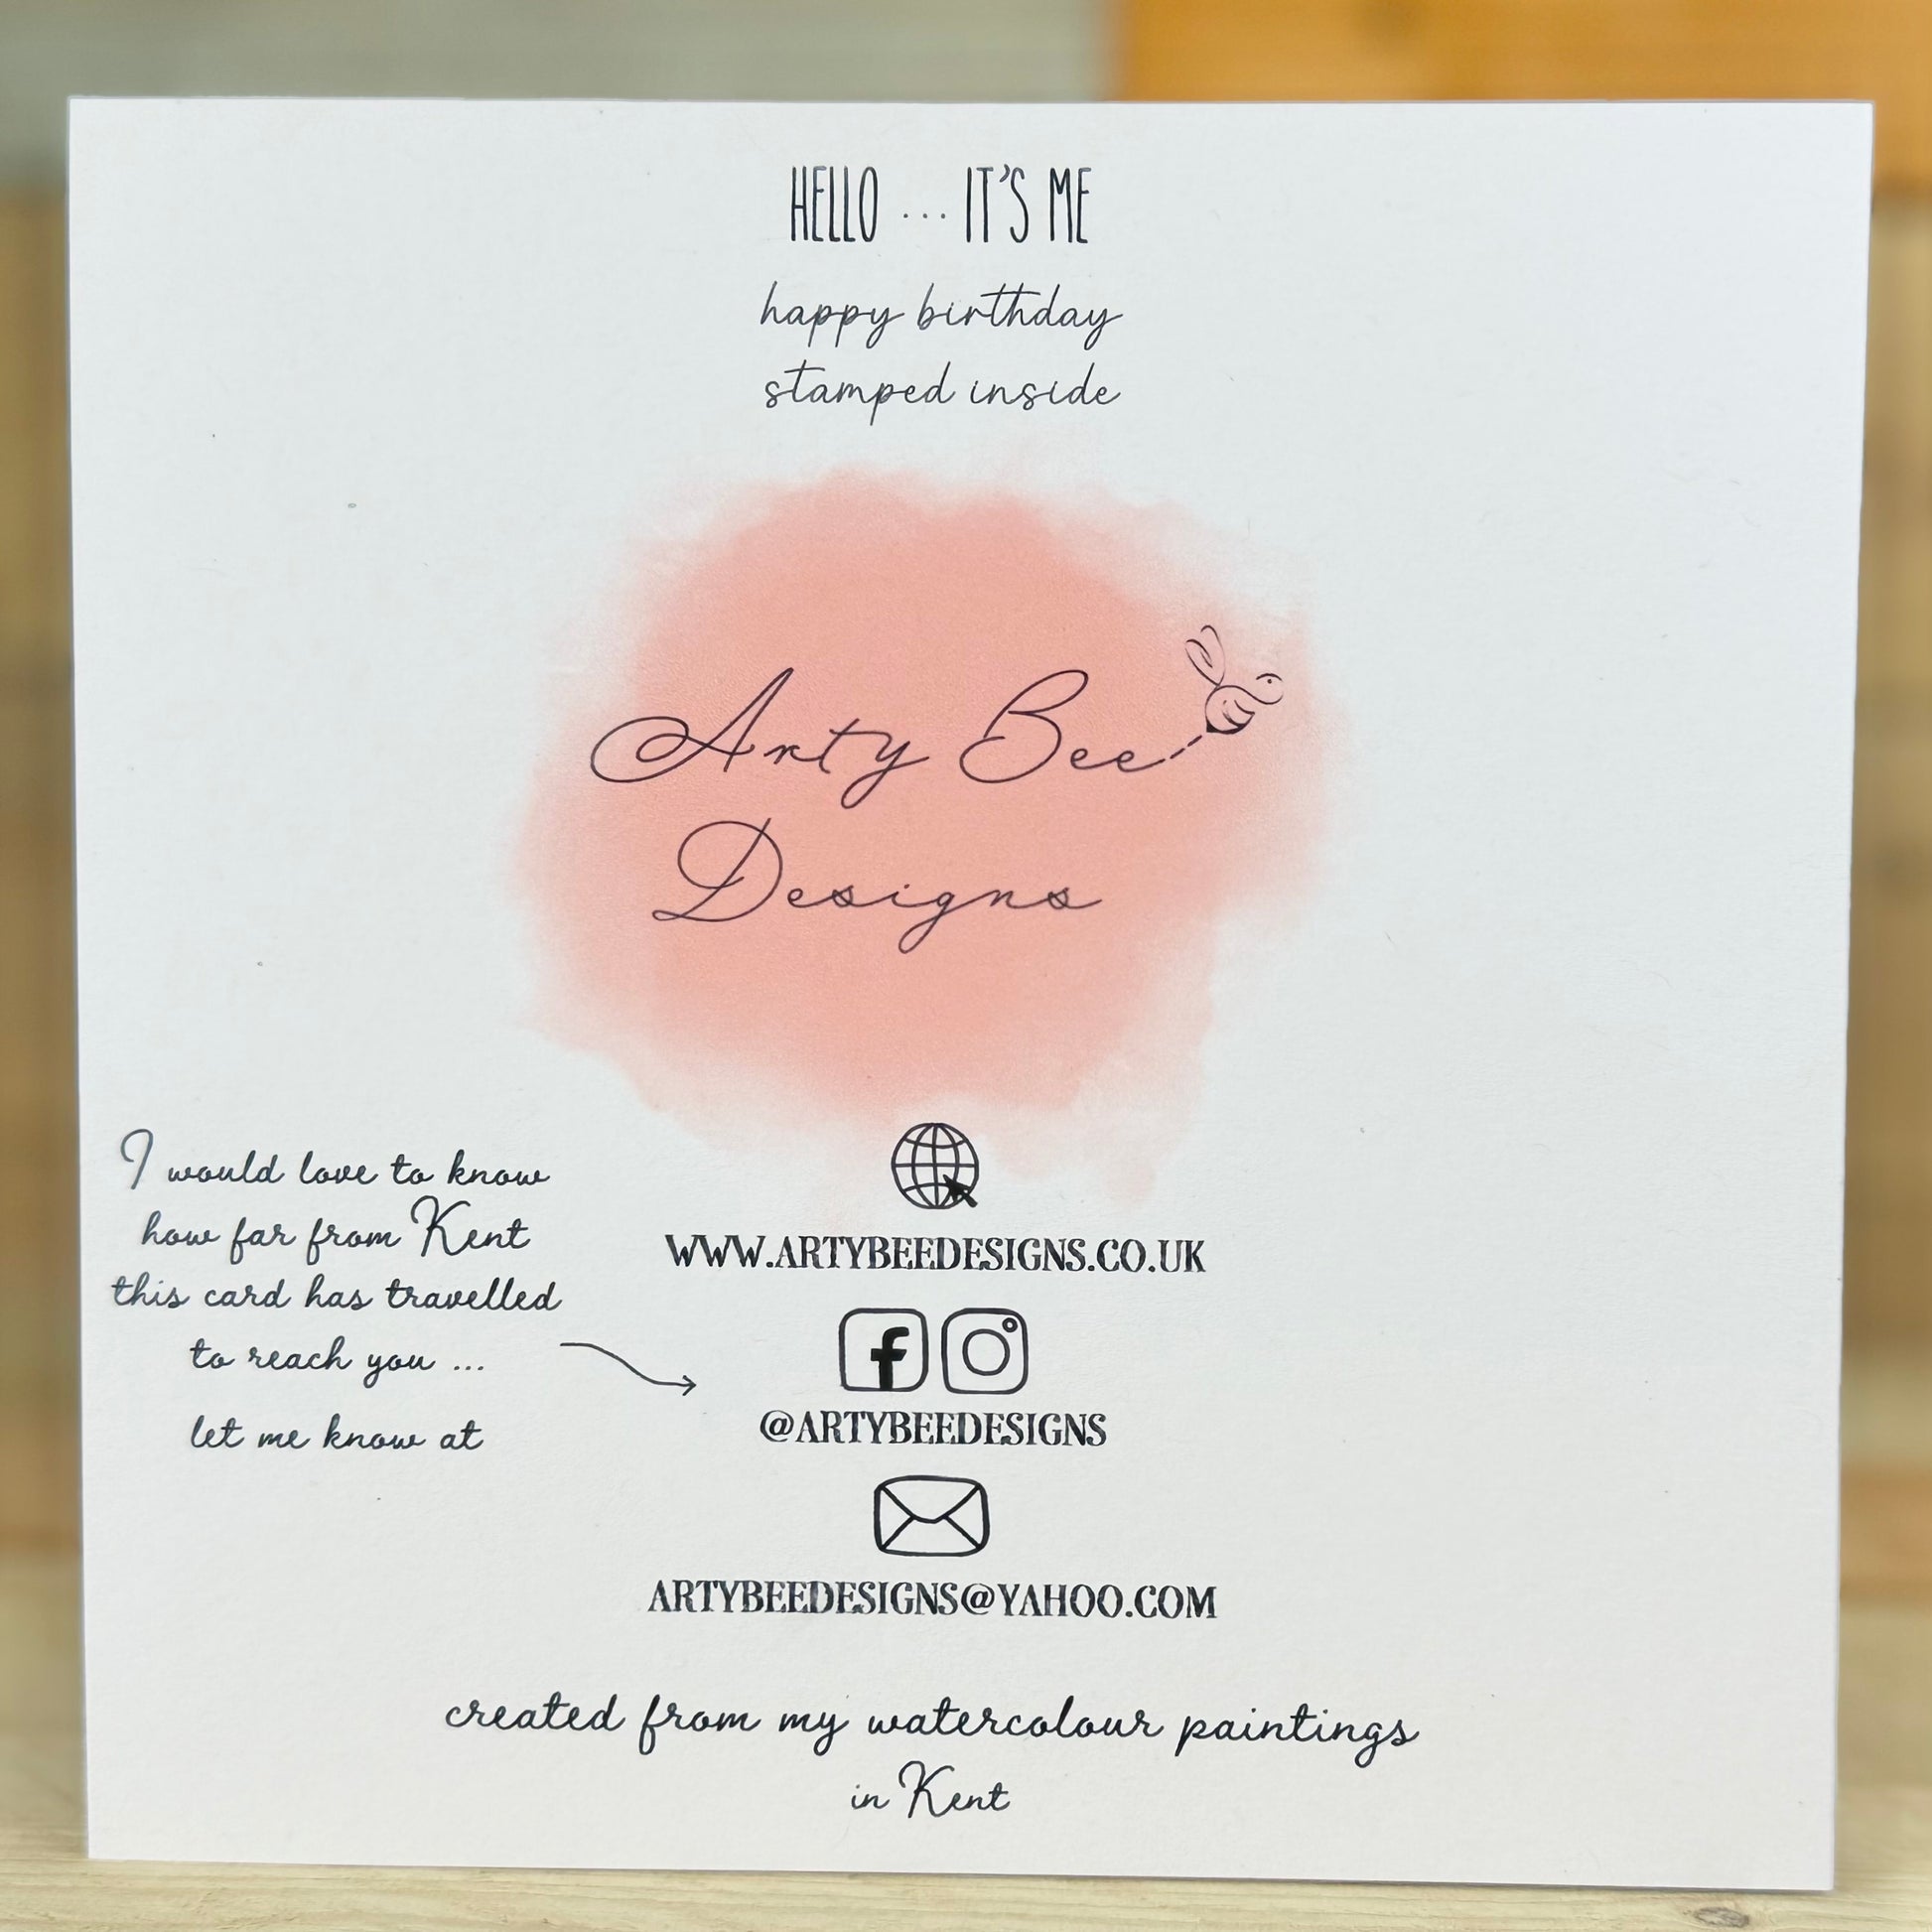 HELLO ... IT'S ME
happy birthday
stamped inside
Arty Bee
Designs
I would love to know
how far from Kent
this card has travelled
to reach you ...
let me know at
WWW.ARTYBEEDESIGNS.CO.UK
@ARTYBEEDESIGNS
ARTYBEEDESIGNS@YAHOO.COM
created from my watercolour paintings
in Kent